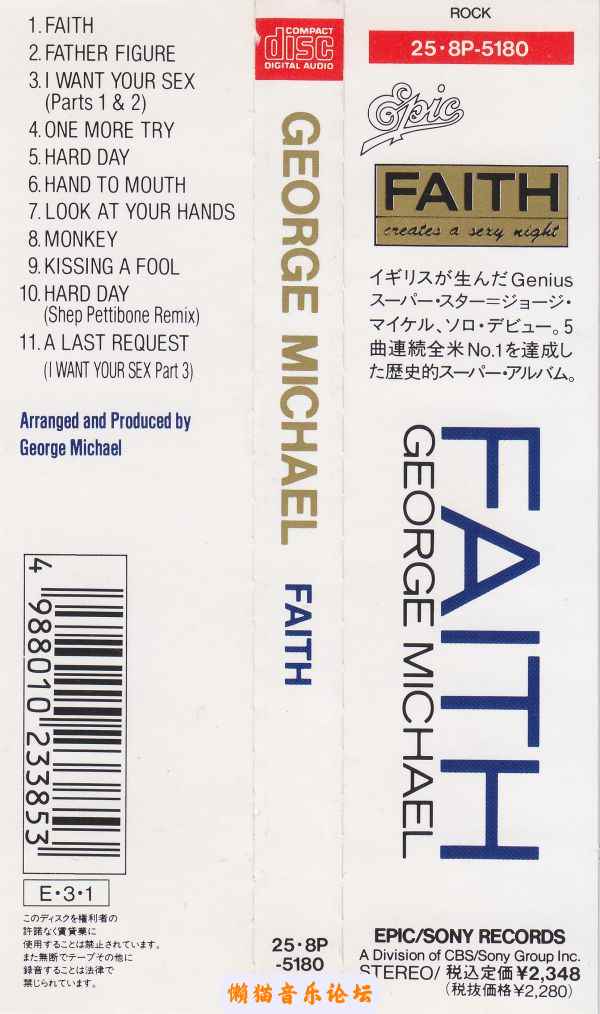 1. FAITH
2. FATHER FIGURE
3. I WANT YOUR SEX
(Parts 1 & 2)
4. ONE MORE TRY
5. HARD DAY
6. HAND TO MOUTH
7. LOOK AT YOUR HANDS
8. MONKEY
9. KISSING A FOOL
10. HARD DAY
(Shep Pettibone Remix)
11. A LAST REQUEST
(I WANT YOUR SEX Part 3)
Arranged and Produced by
George Michael
4 988010 233853
E・3・1
このディスクを権利者の
許諾なく賃貸業に
使用することは禁止されています。
また無断でテープその他に
録音することは法律で
禁じられています。
COMPACT
disc
DIGITAL AUDIO
GEORGE MICHAEL
FAITH
25・8P
-5180
ROCK
25・8P-5180
Epic
FAITH
creates a sexy night
イギリスが生んだGenius
スーパー・スター=ジョージ・
マイケル、ソロ・デビュー。5
曲連続全米No.1を達成し
た歴史的スーパー・アルバム。
FAITH
GEORGE MICHAEL
EPIC/SONY RECORDS
A Division of CBS/Sony Group Inc.
STEREO/税込定価¥2,348
(税抜価格¥2,280)
懒猫音乐论坛